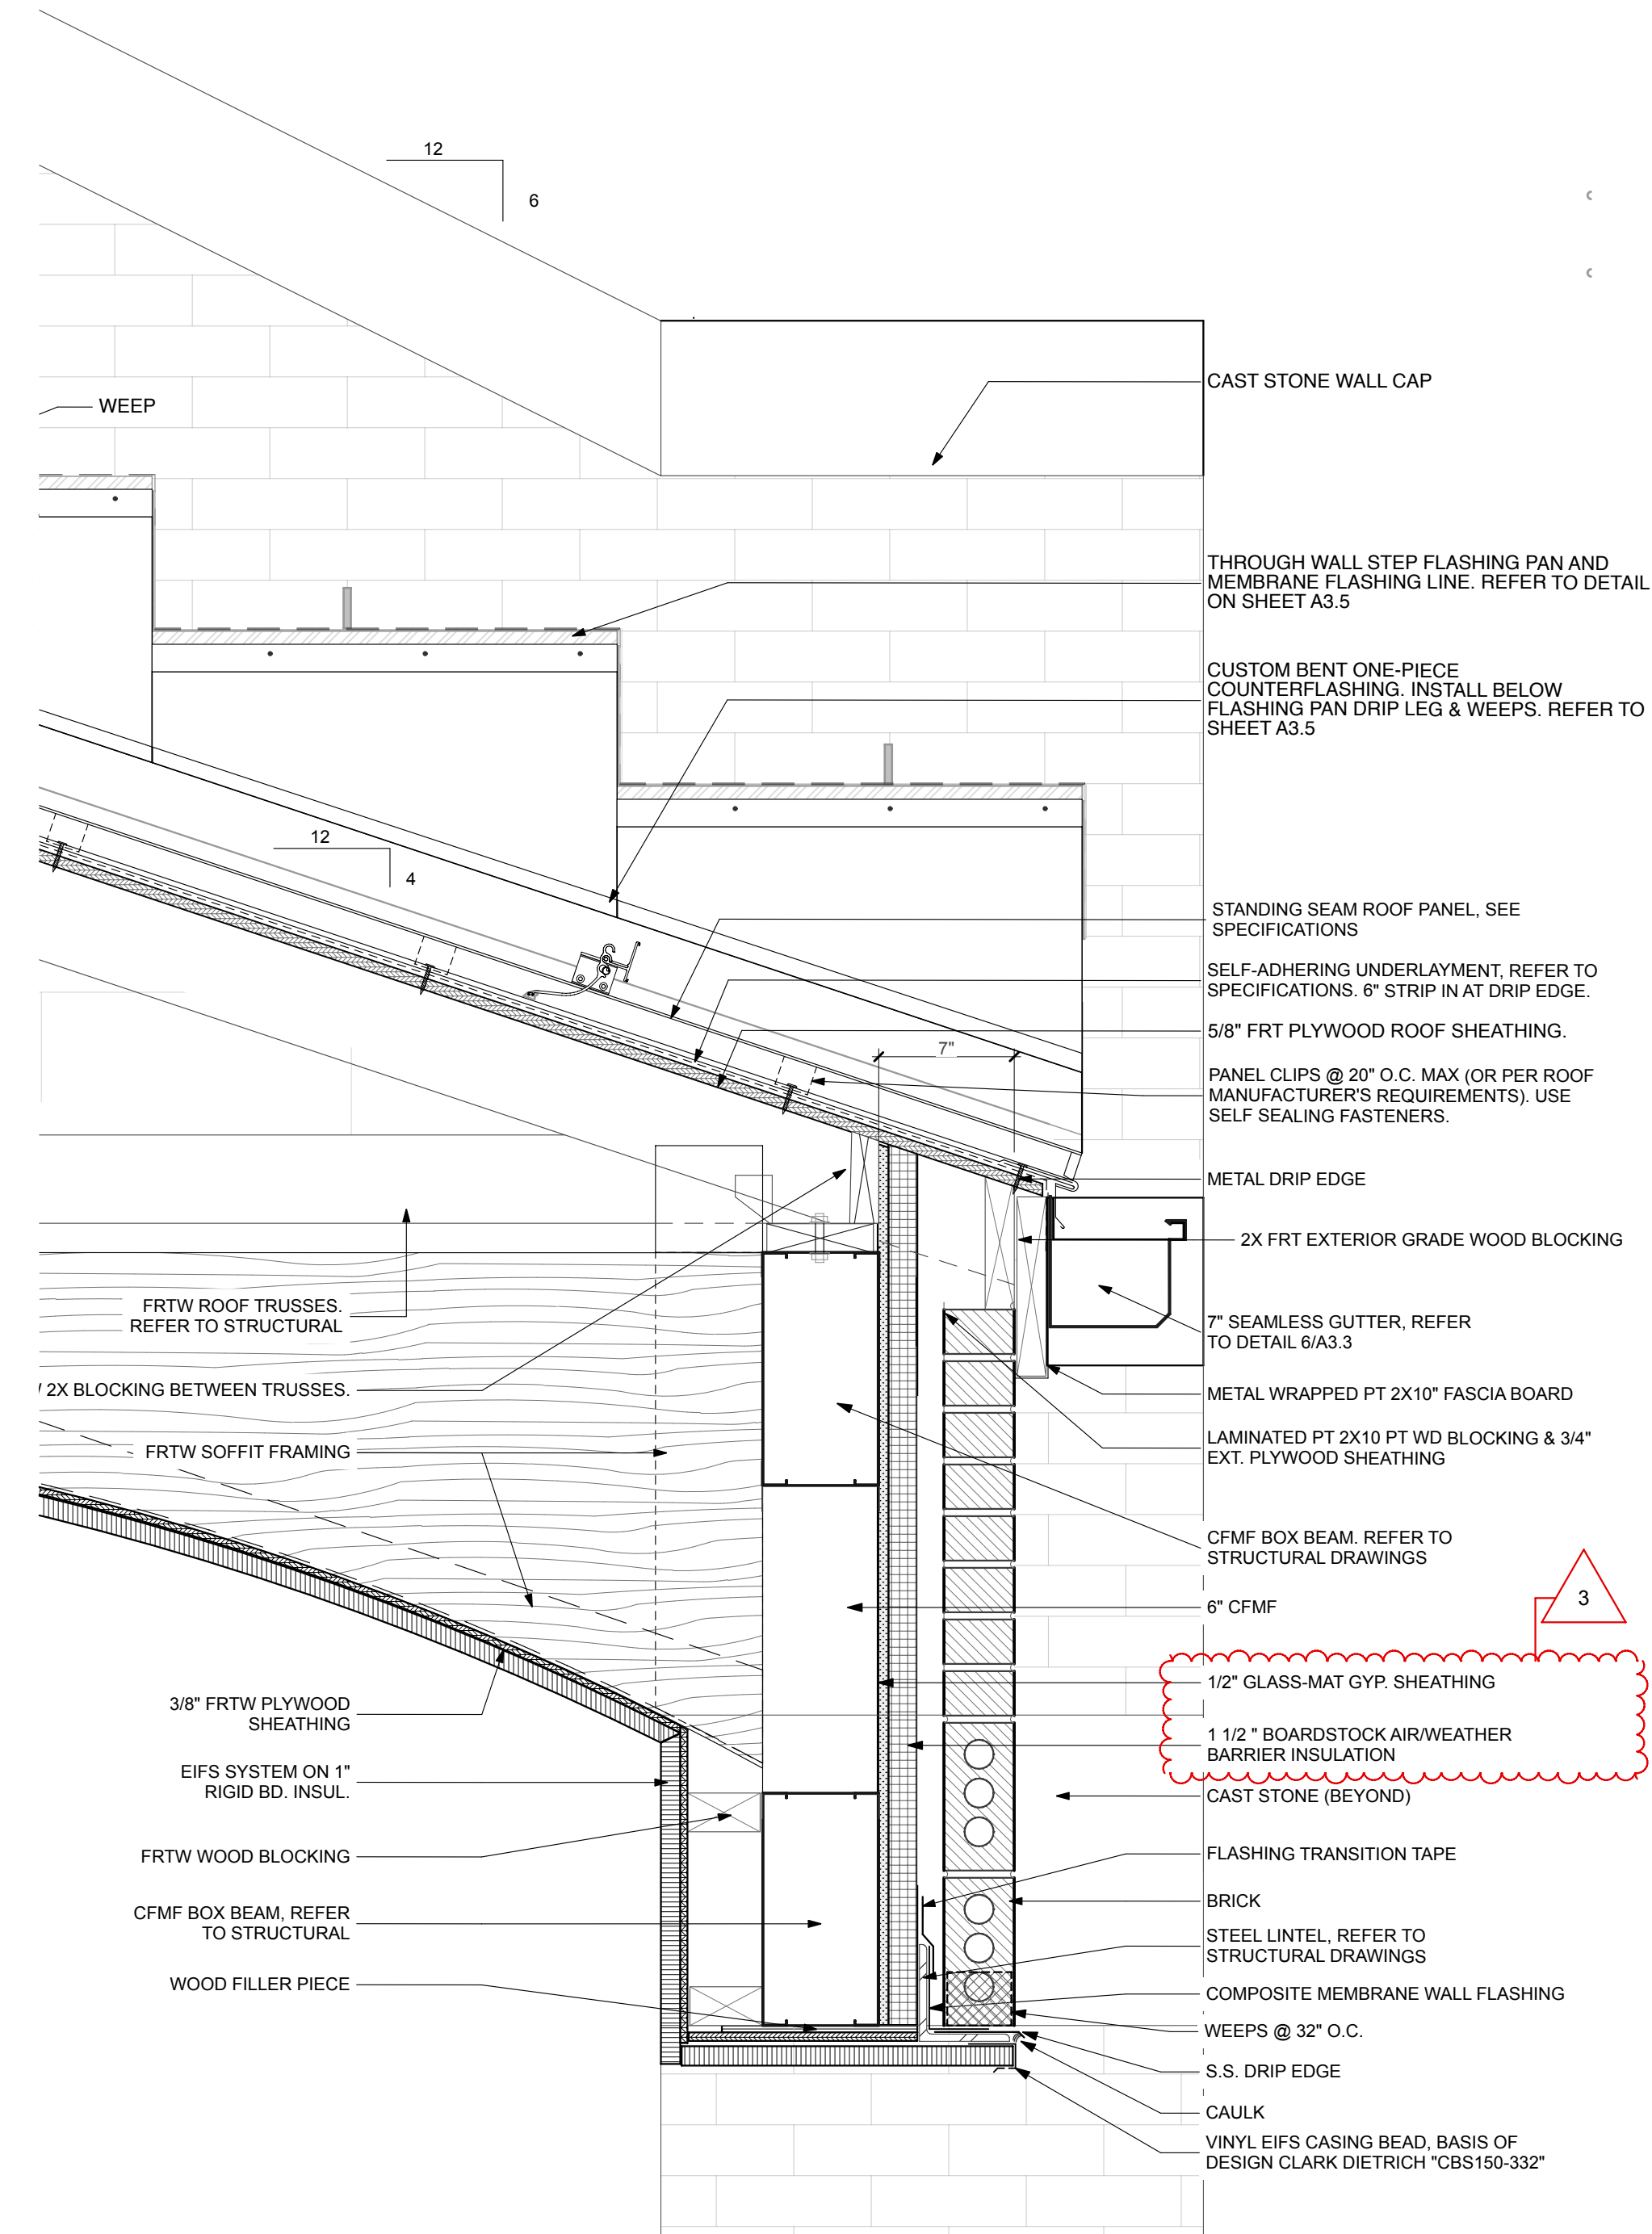 12
6
CAST STONE WALL CAP
WEEP
THROUGH WALL STEP FLASHING PAN AND
MEMBRANE FLASHING LINE. REFER TO DETAIL
ON SHEET A3.5
CUSTOM BENT ONE-PIECE
COUNTERFLASHING. INSTALL BELOW
FLASHING PAN DRIP LEG & WEEPS. REFER TO
SHEET A3.5
12
4
STANDING SEAM ROOF PANEL, SEE
SPECIFICATIONS
SELF-ADHERING UNDERLAYMENT, REFER TO
SPECIFICATIONS. 6" STRIP IN AT DRIP EDGE.
5/8" FRT PLYWOOD ROOF SHEATHING.
7"
PANEL CLIPS @ 20" O.C. MAX (OR PER ROOF
MANUFACTURER'S REQUIREMENTS). USE
SELF SEALING FASTENERS.
METAL DRIP EDGE
2X FRT EXTERIOR GRADE WOOD BLOCKING
FRTW ROOF TRUSSES.
REFER TO STRUCTURAL
7" SEAMLESS GUTTER, REFER
TO DETAIL 6/A3.3
2X BLOCKING BETWEEN TRUSSES.
METAL WRAPPED PT 2X10" FASCIA BOARD
FRTW SOFFIT FRAMING
LAMINATED PT 2X10 PT WD BLOCKING & 3/4"
EXT. PLYWOOD SHEATHING
CFMF BOX BEAM. REFER TO
STRUCTURAL DRAWINGS
6" CFMF
3
1/2" GLASS-MAT GYP. SHEATHING
1 1/2 " BOARDSTOCK AIR/WEATHER
BARRIER INSULATION
3/8" FRTW PLYWOOD
SHEATHING
EIFS SYSTEM ON 1"
RIGID BD. INSUL.
CAST STONE (BEYOND)
FRTW WOOD BLOCKING
FLASHING TRANSITION TAPE
BRICK
CFMF BOX BEAM, REFER
TO STRUCTURAL
STEEL LINTEL, REFER TO
STRUCTURAL DRAWINGS
WOOD FILLER PIECE
COMPOSITE MEMBRANE WALL FLASHING
WEEPS @ 32" O.C.
S.S. DRIP EDGE
CAULK
VINYL EIFS CASING BEAD, BASIS OF
DESIGN CLARK DIETRICH "CBS150-332"